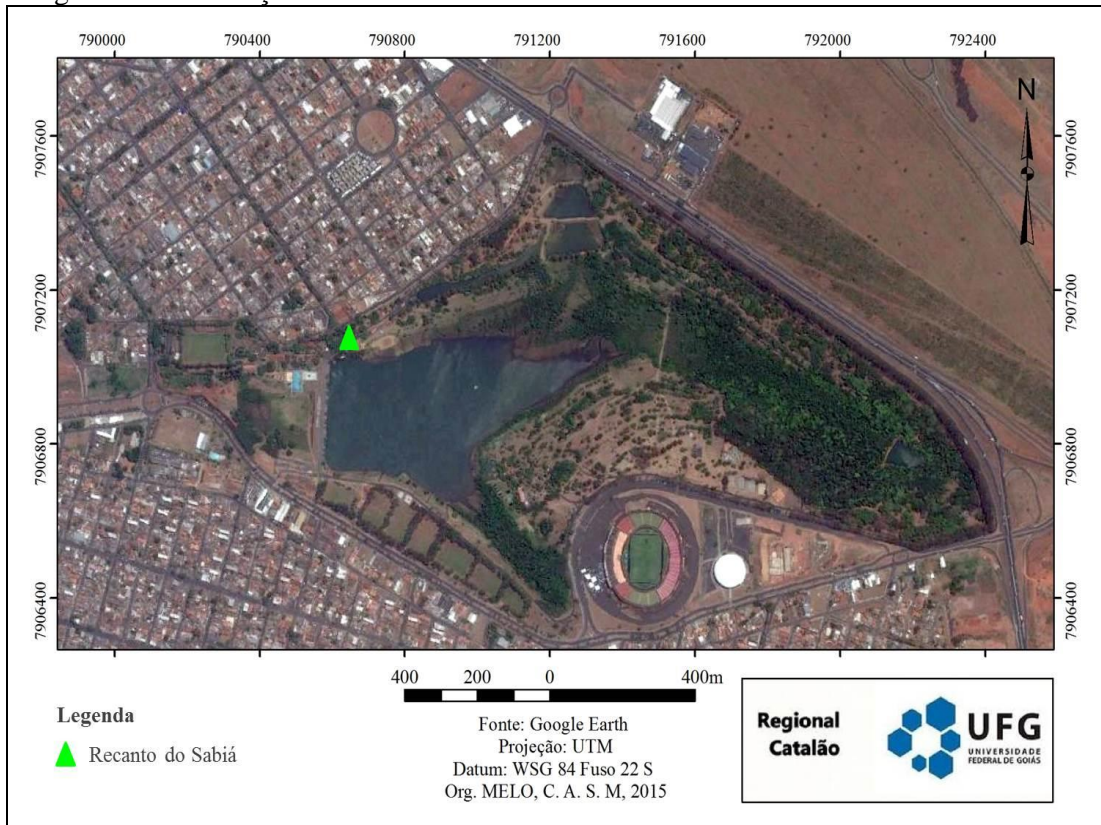 790000 790400 790800 791200 791600 792000 792400
N
7907600 7907600
7907200 7907200
7906800 7906800
7906400 7906400
400 200 0 400m
Legenda
Recanto do Sabiá
Fonte: Google Earth
Projeção: UTM
Datum: WSG 84 Fuso 22 S
Org. MELO, C. A. S. M, 2015
Regional
Catalão
UFG
UNIVERSIDADE
FEDERAL DE GOIÁS